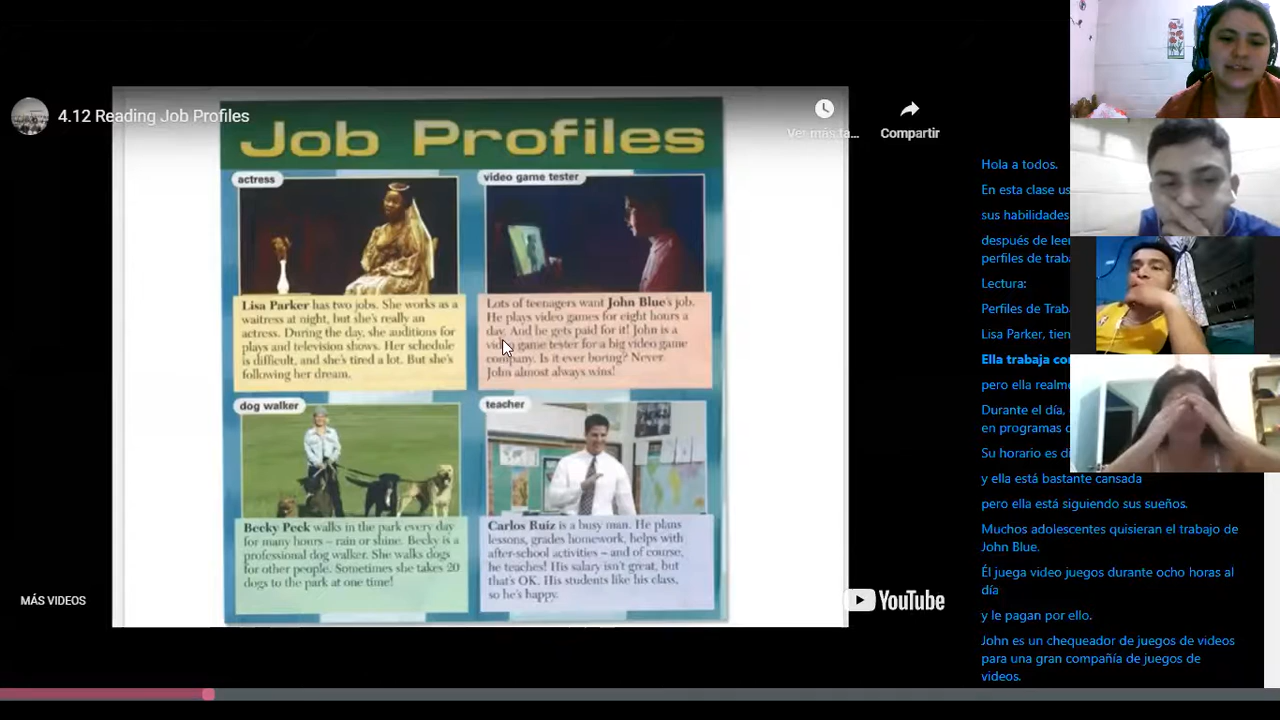 4.12 Reading Job Profiles
Ver más ta...
Compartir
Job Profiles
actress
Lisa Parker has two jobs. She works as a
waitress at night, but she's really an
actress. During the day, she auditions for
plays and television shows. Her schedule
is difficult, and she's tired a lot. But she's
following her dream.
video game tester
Lots of teenagers want John Blue's job.
He plays video games for eight hours a
day. And he gets paid for it! John is a
video game tester for a big video game
company. Is it ever boring? Never
John almost always wins!
dog walker
Becky Peck walks in the park every day
for many hours – rain or shine. Becky is a
professional dog walker. She walks dogs
for other people. Sometimes she takes 20
dogs to the park at one time!
teacher
Carlos Ruiz is a busy man. He plans
lessons, grades homework, helps with
after-school activities – and of course,
he teaches! His salary isn't great, but
that's OK. His students like his class,
so he's happy.
MÁS VIDEOS
YouTube
Hola a todos.
En esta clase us
sus habilidades
después de lee
perfiles de traba
Lectura:
Perfiles de Trab
Lisa Parker, tien
Ella trabaja co
pero ella realm
Durante el día,
en programas
Su horario es di
y ella está bastante cansada
pero ella está siguiendo sus sueños.
Muchos adolescentes quisieran el trabajo de
John Blue.
Él juega video juegos durante ocho horas al
día
y le pagan por ello.
John es un chequeador de juegos de videos
para una gran compañía de juegos de
videos.